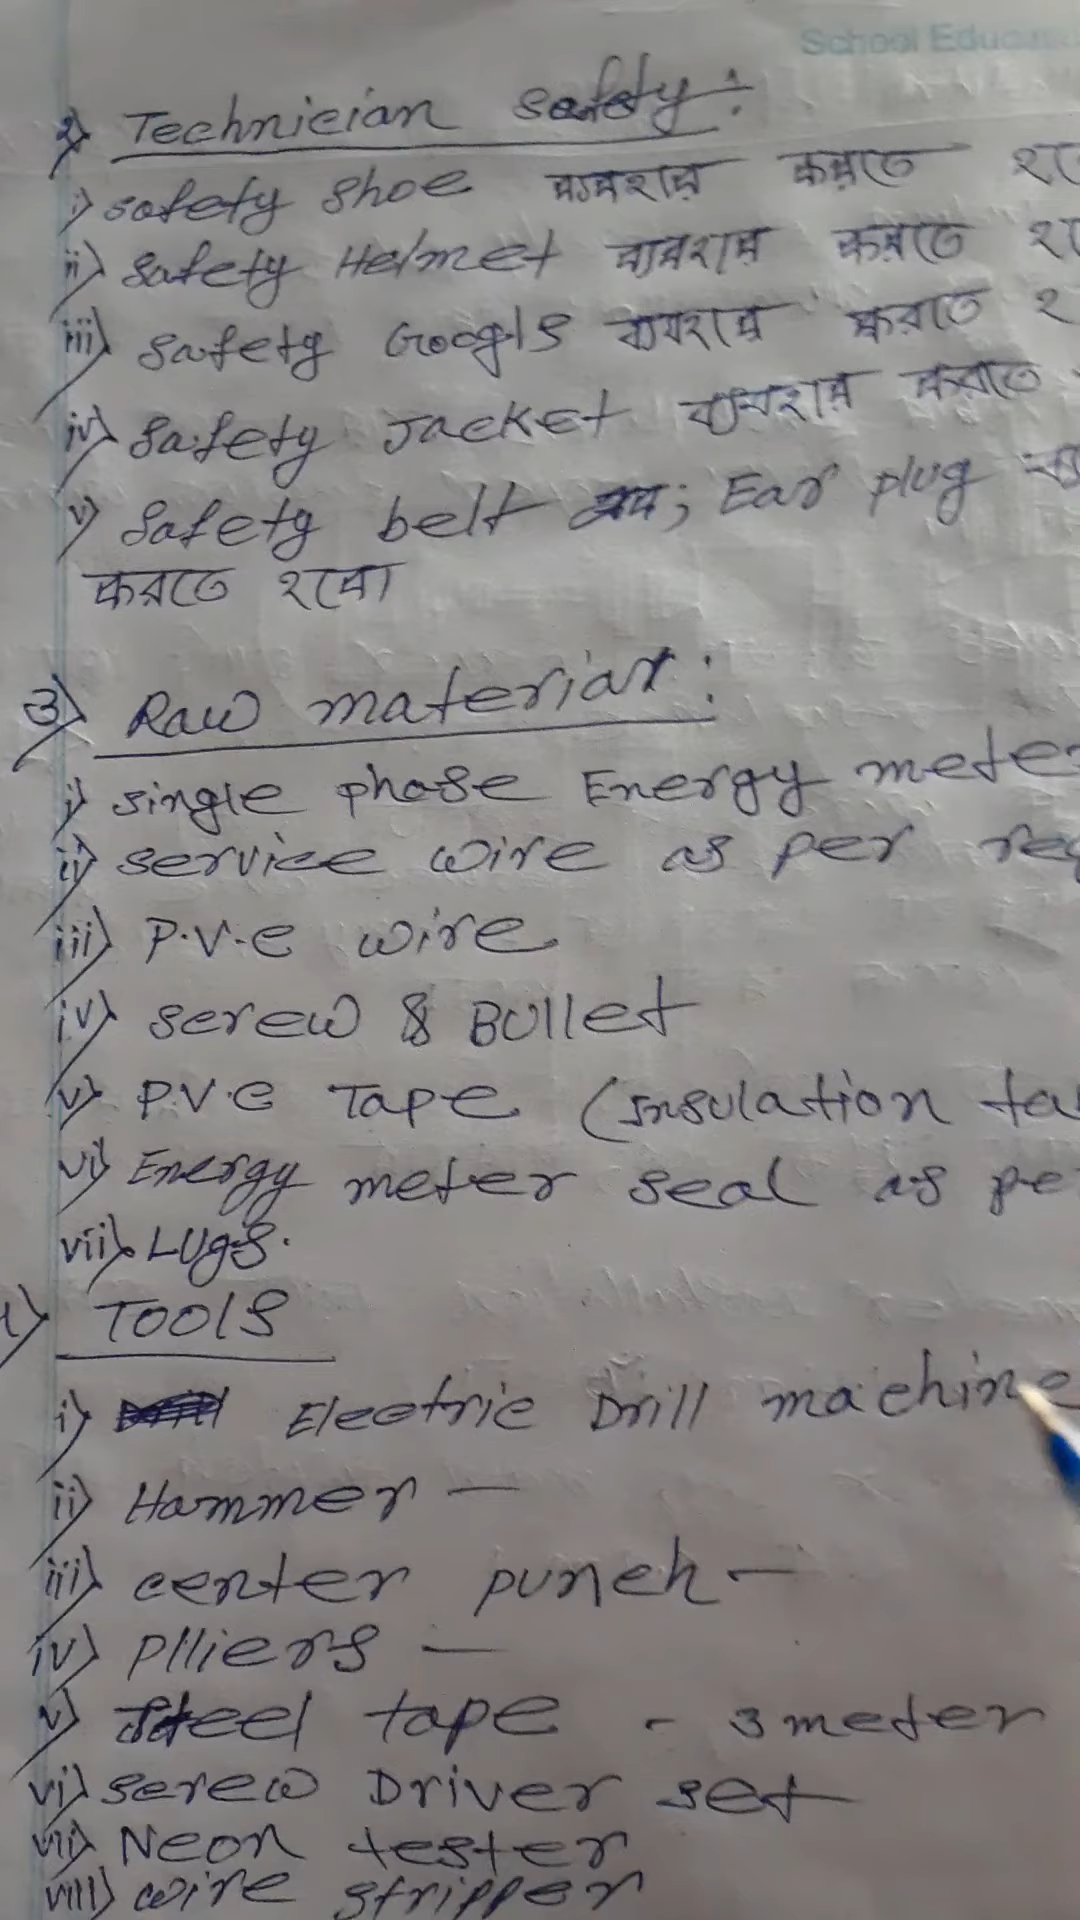 School Educat
2) Technician Safety:
i) safety Shoe ব্যবহার করতে হবে
ii) Safety Helmet ব্যবহার করতে হ
iii) Safety Googls ব্যবহার করতে হ
iv) Safety Jacket ব্যবহার করতে
v) Safety belt ; Ear plug
করতে হবে।
3) Raw material:
i) single phase Energy mete
ii) service wire as per req
iii) P.V.C wire
iv) screw & Bullet
v) P.V.C Tape (Insulation ta
vi) Energy meter seal as pe
vii) Lugs.
TOOLS
i) Electric Drill machine
ii) Hammer —
iii) center punch —
iv) plliers —
v) Steel tape - 3 meter
vi) screw Driver set
vii) Neon tester
viii) wire stripper